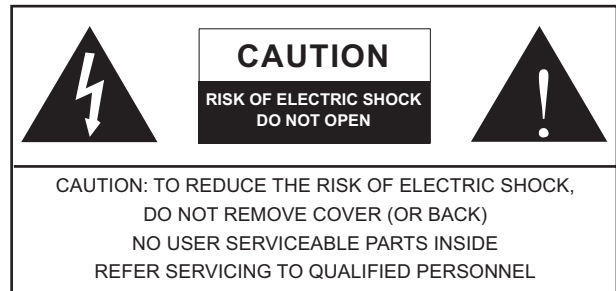 CAUTION
RISK OF ELECTRIC SHOCK
DO NOT OPEN
!
CAUTION: TO REDUCE THE RISK OF ELECTRIC SHOCK,
DO NOT REMOVE COVER (OR BACK)
NO USER SERVICEABLE PARTS INSIDE
REFER SERVICING TO QUALIFIED PERSONNEL